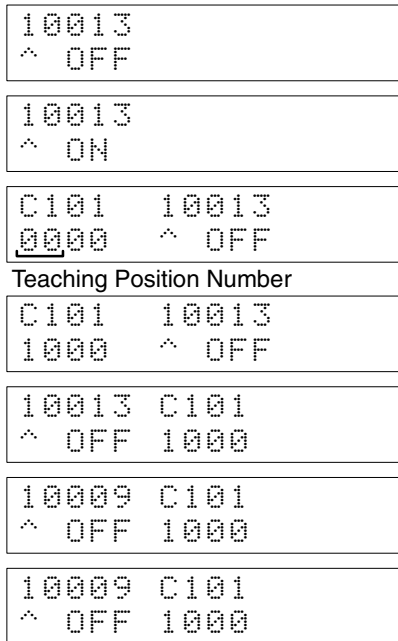 10013
^ OFF
10013
^ ON
C101 10013
0000 ^ OFF
Teaching Position Number
C101 10013
1000 ^ OFF
10013 C101
^ OFF 1000
10009 C101
^ OFF 1000
10009 C101
^ OFF 1000